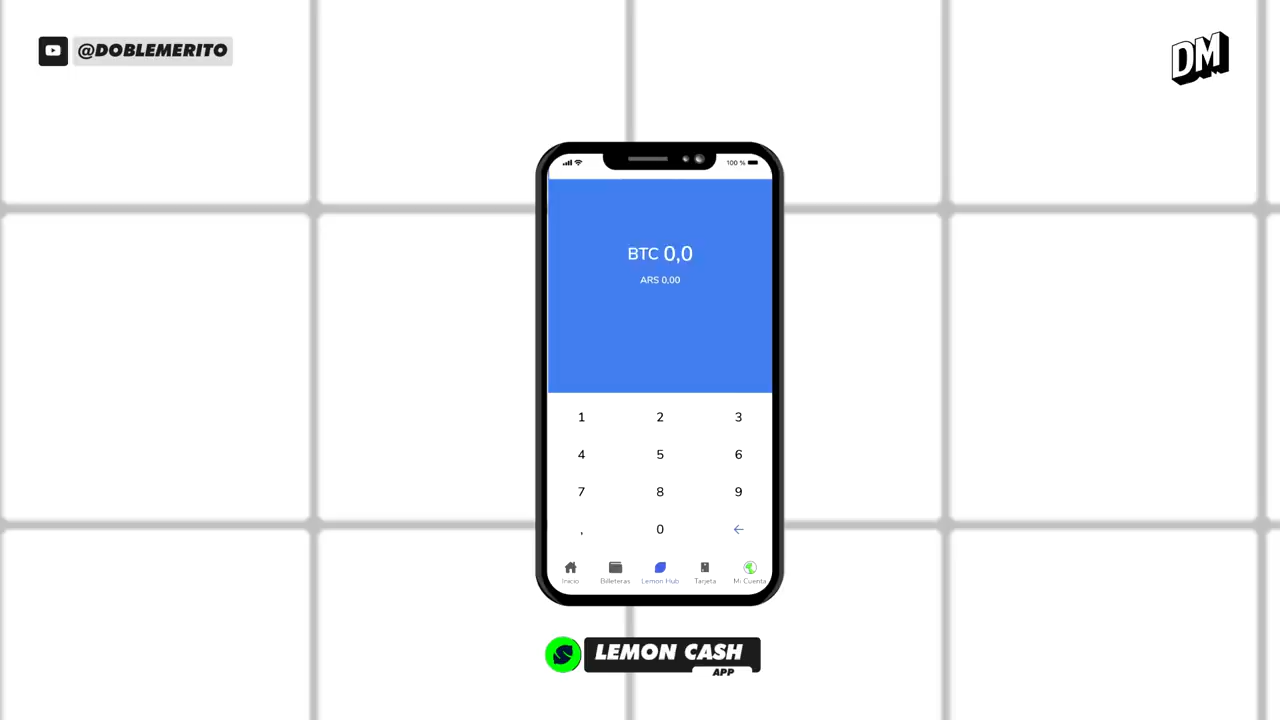 @DOBLEMERITO
DM
100 %
BTC 0,0
ARS 0,00
1 2 3
4 5 6
7 8 9
, 0 ←
Inicio Billeteras Lemon Hub Tarjeta Mi Cuenta
LEMON CASH
APP